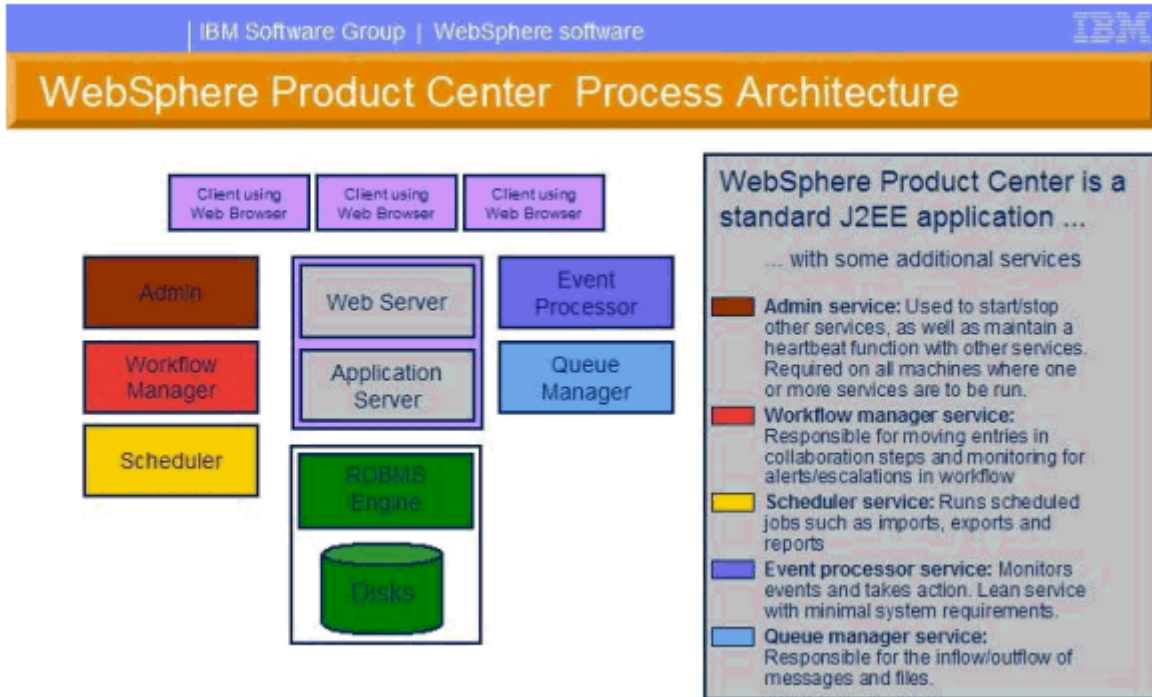 IBM Software Group | WebSphere software
IBM
WebSphere Product Center Process Architecture
Client using
Web Browser
Client using
Web Browser
Client using
Web Browser
Admin
Workflow
Manager
Scheduler
Web Server
Application
Server
RDBMS
Engine
Disks
Event
Processor
Queue
Manager
WebSphere Product Center is a
standard J2EE application ...
... with some additional services
Admin service: Used to start/stop
other services, as well as maintain a
heartbeat function with other services.
Required on all machines where one
or more services are to be run.
Workflow manager service:
Responsible for moving entries in
collaboration steps and monitoring for
alerts/escalations in workflow
Scheduler service: Runs scheduled
jobs such as imports, exports and
reports
Event processor service: Monitors
events and takes action. Lean service
with minimal system requirements.
Queue manager service:
Responsible for the inflow/outflow of
messages and files.